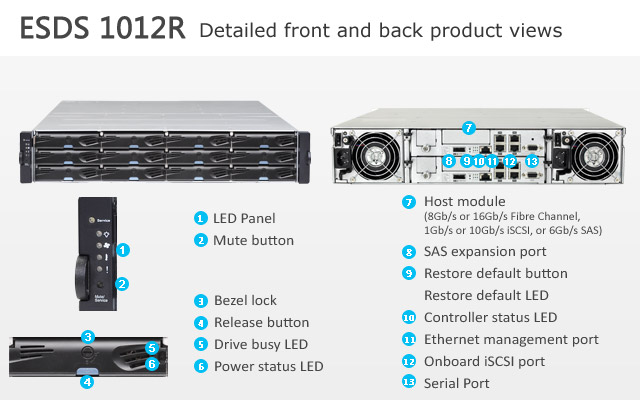 ESDS 1012R Detailed front and back product views
7
8 9 10 11 12 13
Service
1
2
Mute/
Service
1 LED Panel
2 Mute button
3 Bezel lock
4 Release button
5 Drive busy LED
6 Power status LED
3
5
6
4
7 Host module
(8Gb/s or 16Gb/s Fibre Channel,
1Gb/s or 10Gb/s iSCSI, or 6Gb/s SAS)
8 SAS expansion port
9 Restore default button
Restore default LED
10 Controller status LED
11 Ethernet management port
12 Onboard iSCSI port
13 Serial Port